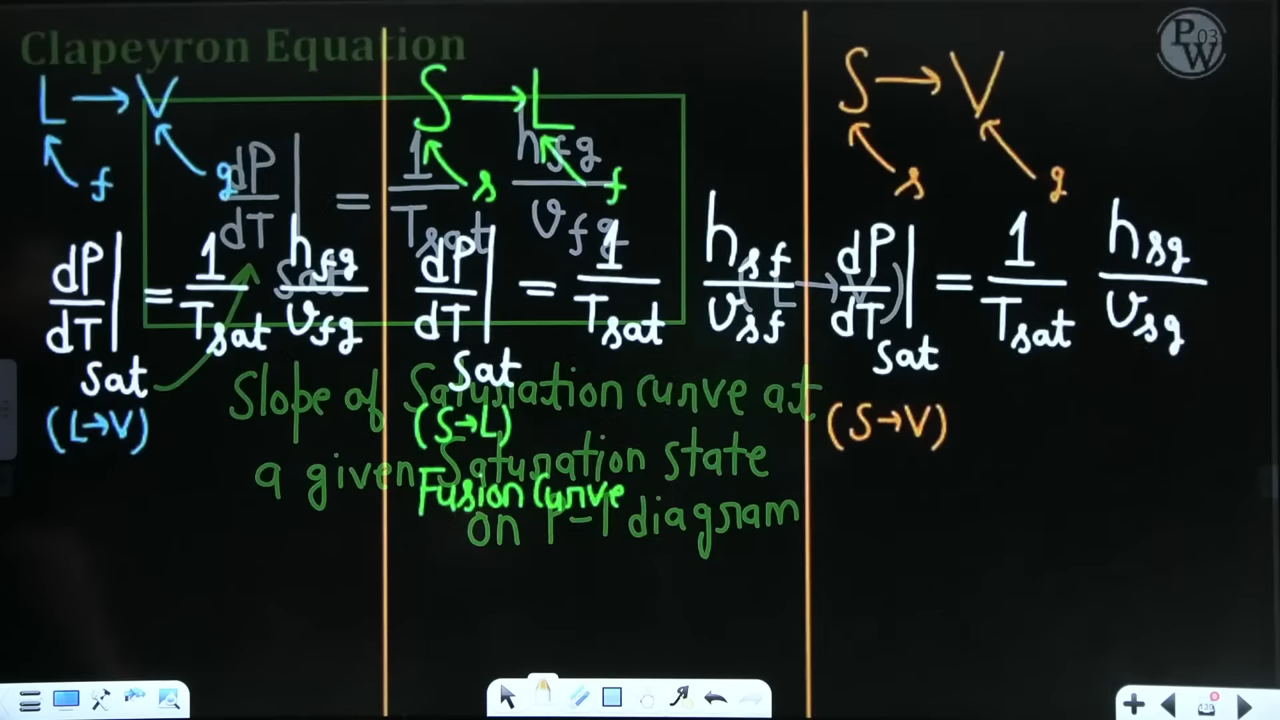 Clapeyron Equation
PW 03
L → V
f g
dP/dT|sat = 1/Tsat hfg/vfg
(L→V)
S → L
s f
dP/dT|sat = 1/Tsat hsf/vsf
(S→L)
Fusion Curve
S → V
s g
dP/dT|sat = 1/Tsat hsg/vsg
(S→V)
dP/dT|sat = 1/Tsat hfg/vfg
(L → V)
Slope of Saturation curve at
a given Saturation state
on P-T diagram